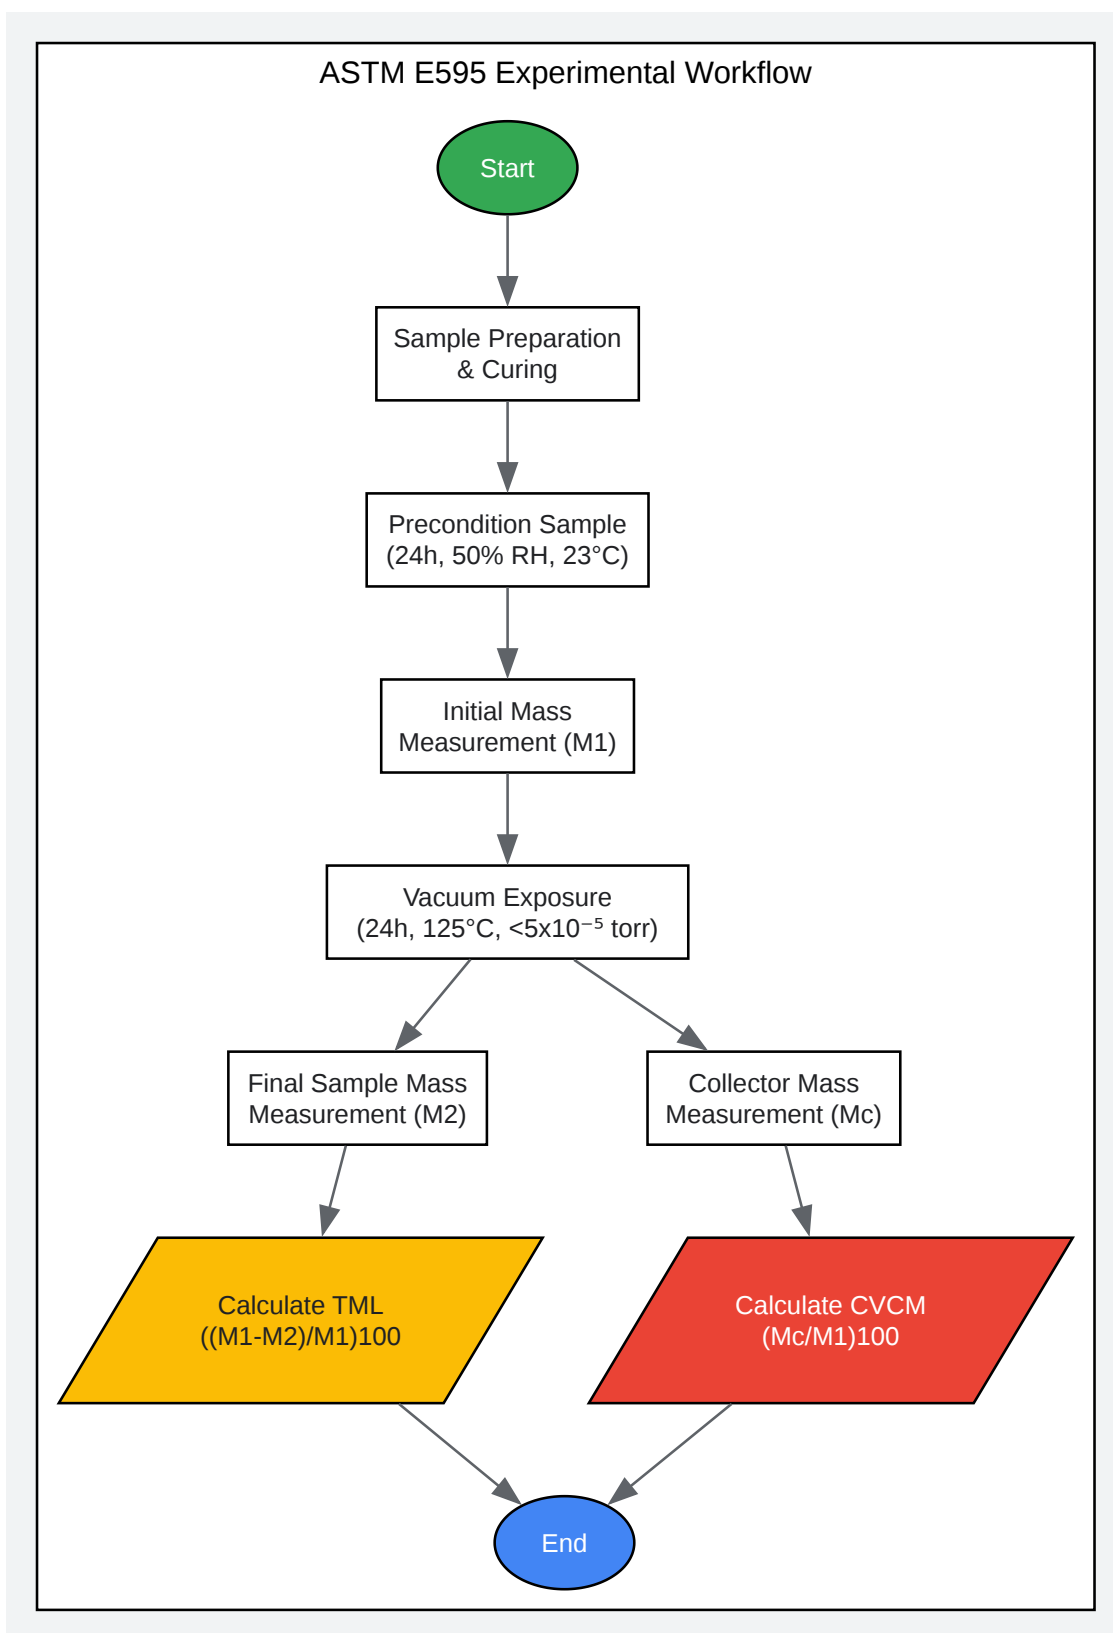 ASTM E595 Experimental Workflow
Start
Sample Preparation
& Curing
Precondition Sample
(24h, 50% RH, 23°C)
Initial Mass
Measurement (M1)
Vacuum Exposure
(24h, 125°C, <5x10⁻⁵ torr)
Final Sample Mass
Measurement (M2)
Collector Mass
Measurement (Mc)
Calculate TML
((M1-M2)/M1)100
Calculate CVCM
(Mc/M1)100
End